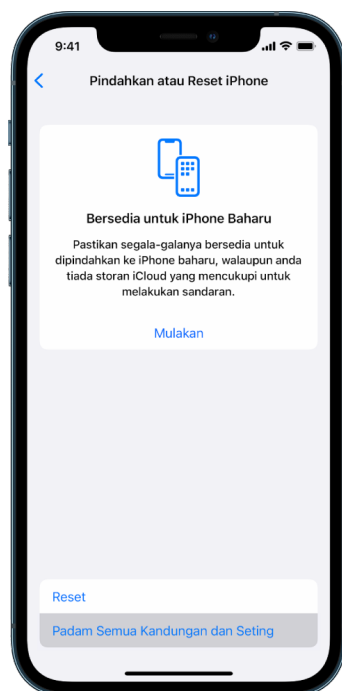 9:41
Pindahkan atau Reset iPhone
Bersedia untuk iPhone Baharu
Pastikan segala-galanya bersedia untuk
dipindahkan ke iPhone baharu, walaupun anda
tiada storan iCloud yang mencukupi untuk
melakukan sandaran.
Mulakan
Reset
Padam Semua Kandungan dan Seting